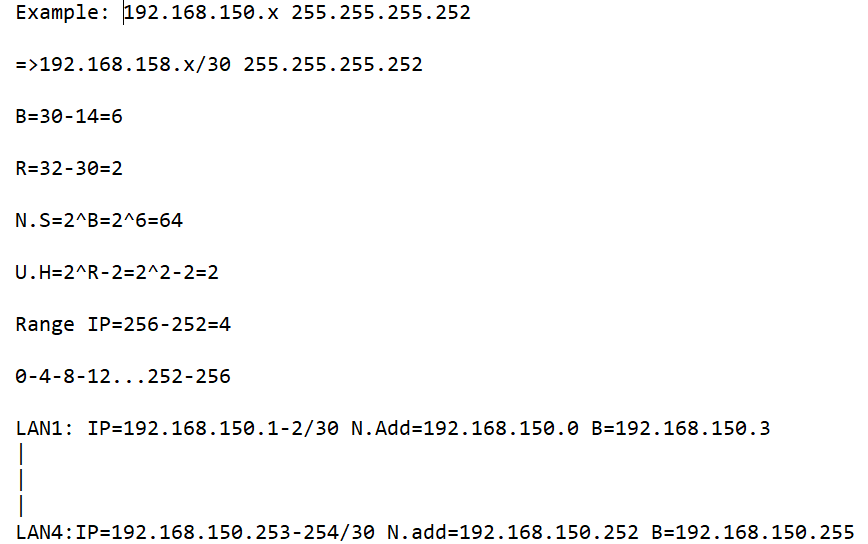 Example: 192.168.150.x 255.255.255.252
=>192.168.158.x/30 255.255.255.252
B=30-14=6
R=32-30=2
N.S=2^B=2^6=64
U.H=2^R-2=2^2-2=2
Range IP=256-252=4
0-4-8-12...252-256
LAN1: IP=192.168.150.1-2/30 N.Add=192.168.150.0 B=192.168.150.3
|
|
|
LAN4:IP=192.168.150.253-254/30 N.add=192.168.150.252 B=192.168.150.255